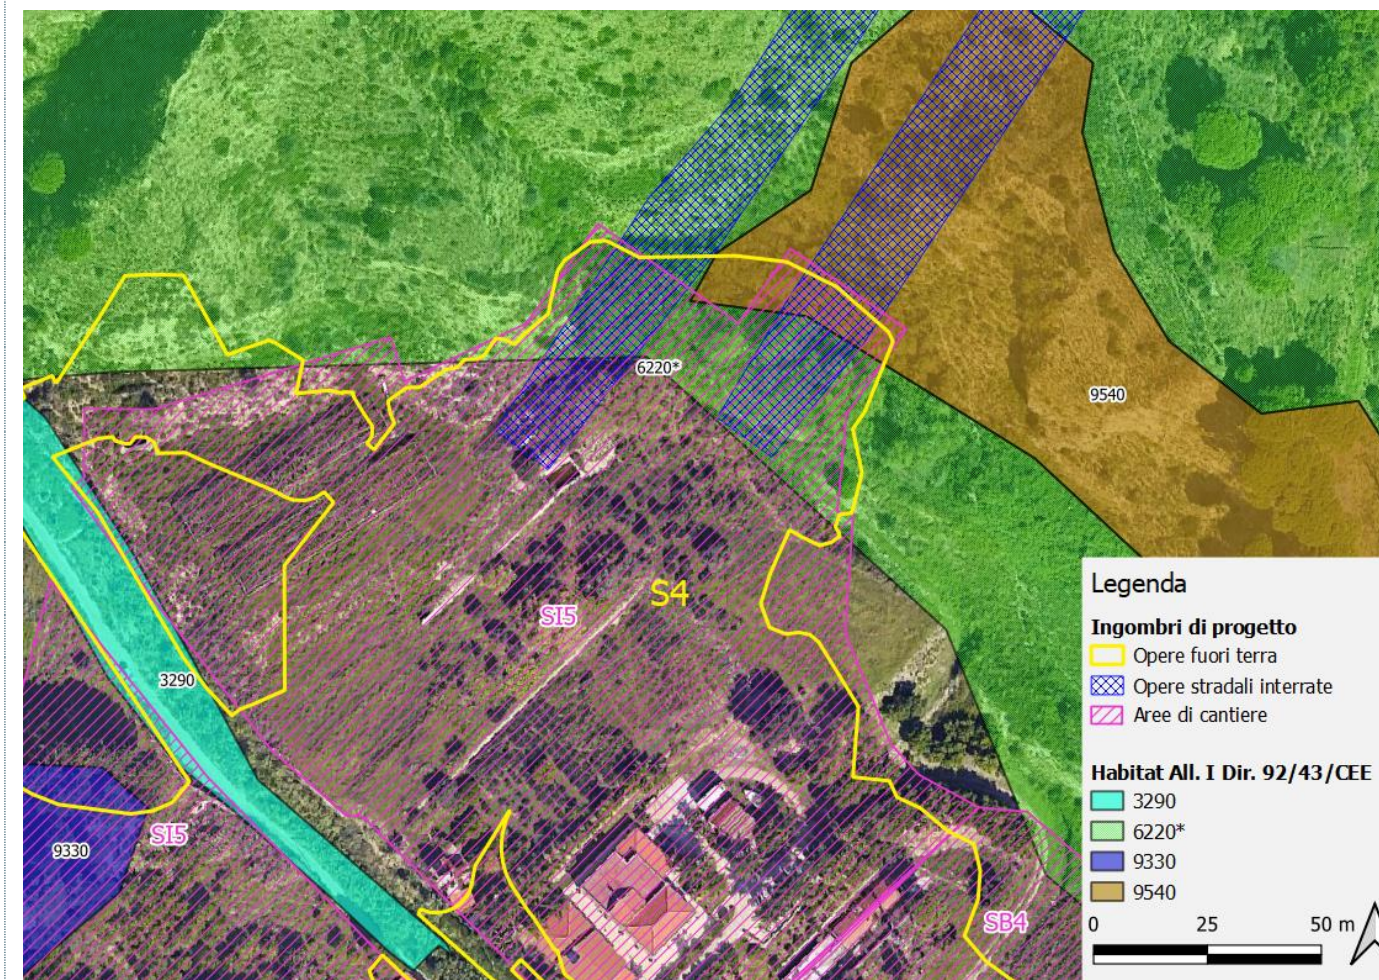 6220*
9540
S4
SI5
3290
SI5
9330
SB4
Legenda
Ingombri di progetto
Opere fuori terra
Opere stradali interrate
Aree di cantiere
Habitat All. I Dir. 92/43/CEE
3290
6220*
9330
9540
0 25 50 m